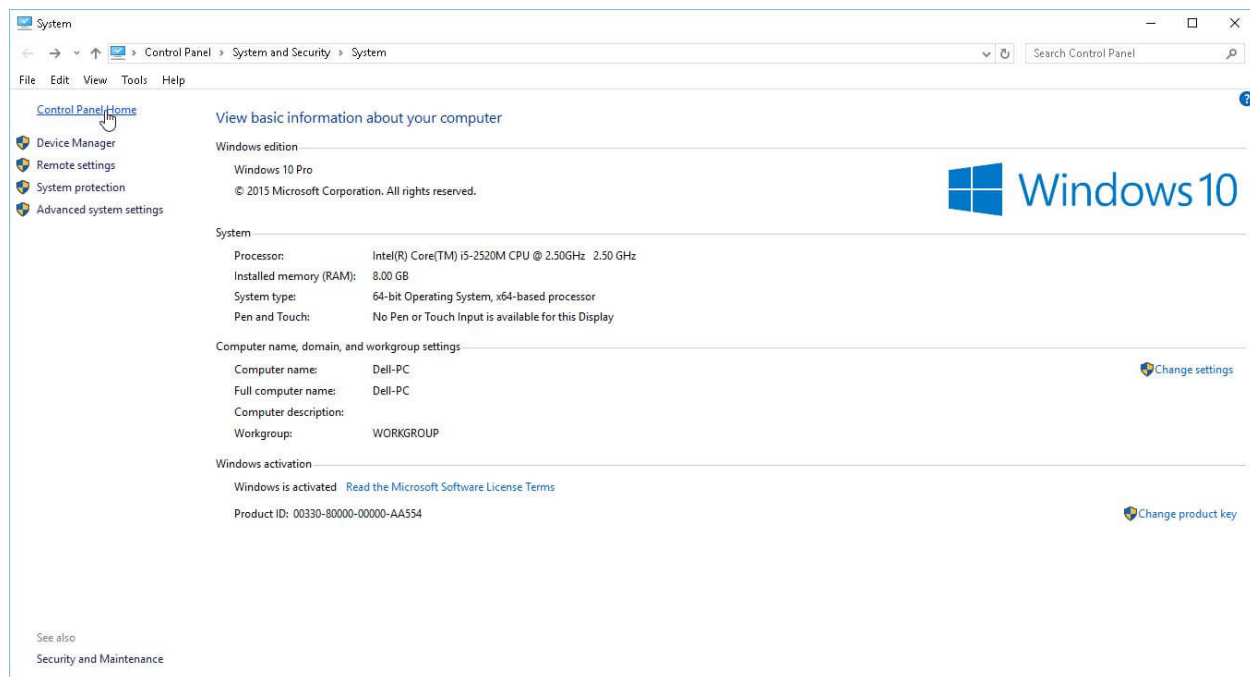 System
Control Panel > System and Security > System
Search Control Panel
File Edit View Tools Help
Control Panel Home
Device Manager
Remote settings
System protection
Advanced system settings
View basic information about your computer
Windows edition
Windows 10 Pro
© 2015 Microsoft Corporation. All rights reserved.
Windows 10
System
Processor: Intel(R) Core(TM) i5-2520M CPU @ 2.50GHz 2.50 GHz
Installed memory (RAM): 8.00 GB
System type: 64-bit Operating System, x64-based processor
Pen and Touch: No Pen or Touch Input is available for this Display
Computer name, domain, and workgroup settings
Computer name: Dell-PC Change settings
Full computer name: Dell-PC
Computer description:
Workgroup: WORKGROUP
Windows activation
Windows is activated Read the Microsoft Software License Terms
Product ID: 00330-80000-00000-AA554 Change product key
See also
Security and Maintenance